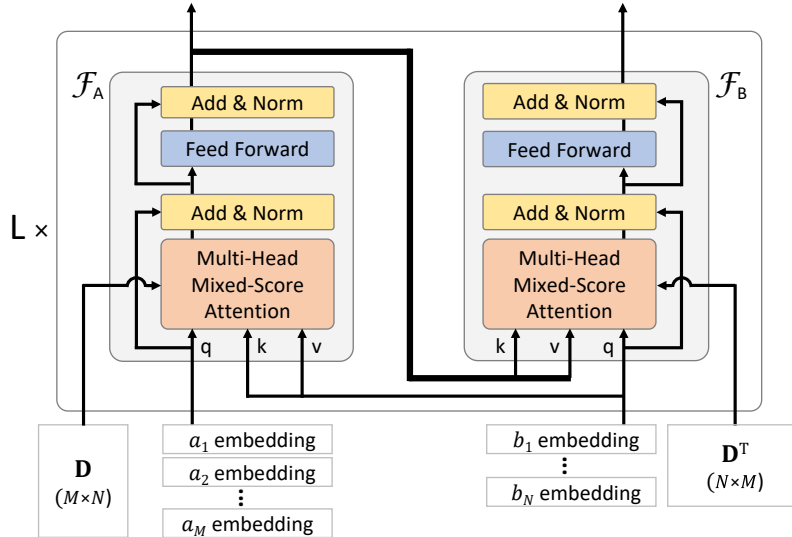 ℱA
ℱB
Add & Norm
Add & Norm
Feed Forward
Feed Forward
Add & Norm
Add & Norm
L ×
Multi-Head
Mixed-Score
Attention
Multi-Head
Mixed-Score
Attention
q
k
v
k
v
q
D
(M×N)
a1 embedding
a2 embedding
⋮
aM embedding
b1 embedding
⋮
bN embedding
D^T
(N×M)